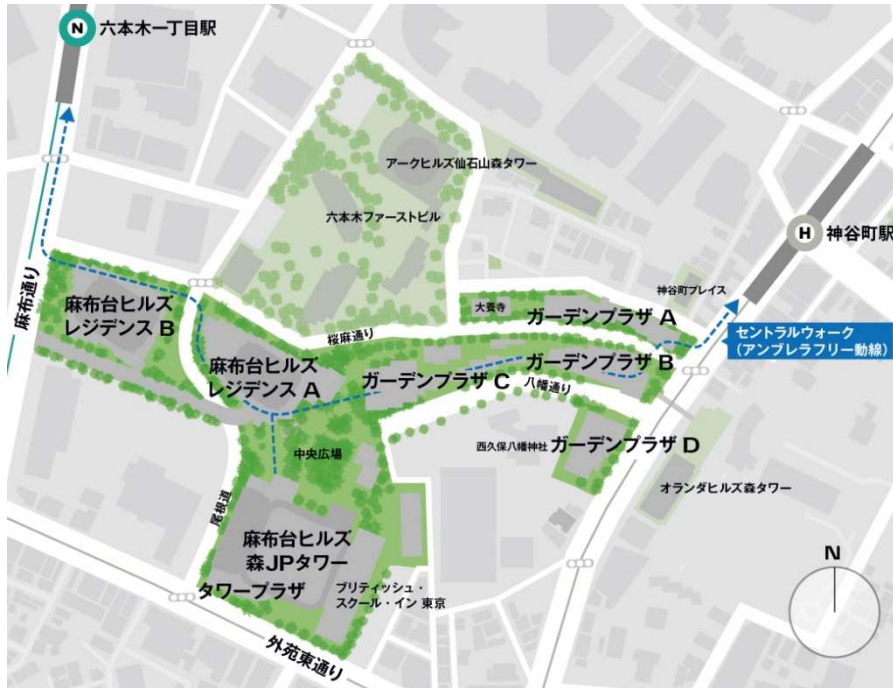 N 六本木一丁目駅
アークヒルズ仙石山森タワー
六本木ファーストビル
H 神谷町駅
麻布通り
麻布台ヒルズ
レジデンス B
神谷町プレイス
大養寺
ガーデンプラザ A
セントラルウォーク
(アンブレラフリー動線)
桜麻通り
麻布台ヒルズ
レジデンス A
ガーデンプラザ C
ガーデンプラザ B
八幡通り
西久保八幡神社
ガーデンプラザ D
中央広場
オランダヒルズ森タワー
尾根道
麻布台ヒルズ
森JPタワー
タワープラザ
ブリティッシュ・
スクール・イン 東京
外苑東通り
N